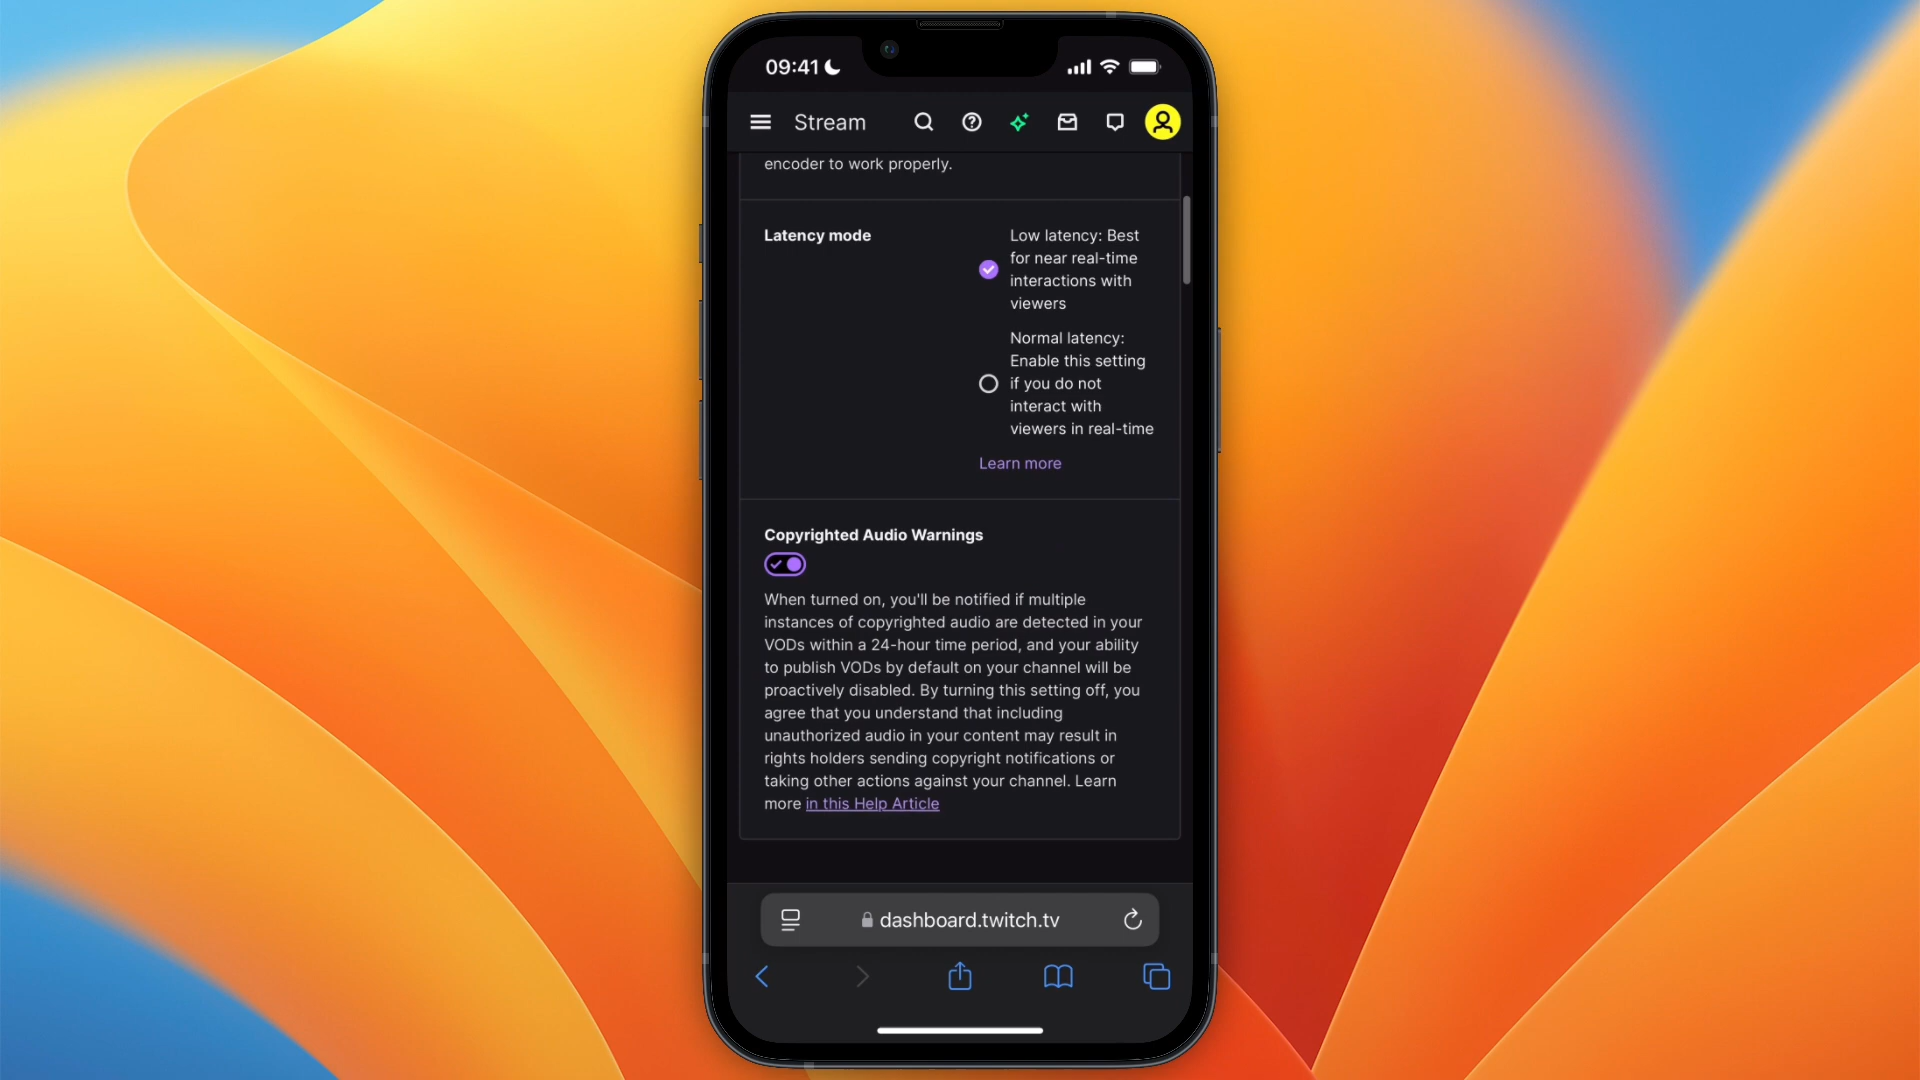 09:41
Stream
encoder to work properly.
Latency mode
Low latency: Best
for near real-time
interactions with
viewers
Normal latency:
Enable this setting
if you do not
interact with
viewers in real-time
Learn more
Copyrighted Audio Warnings
When turned on, you'll be notified if multiple
instances of copyrighted audio are detected in your
VODs within a 24-hour time period, and your ability
to publish VODs by default on your channel will be
proactively disabled. By turning this setting off, you
agree that you understand that including
unauthorized audio in your content may result in
rights holders sending copyright notifications or
taking other actions against your channel. Learn
more in this Help Article
dashboard.twitch.tv